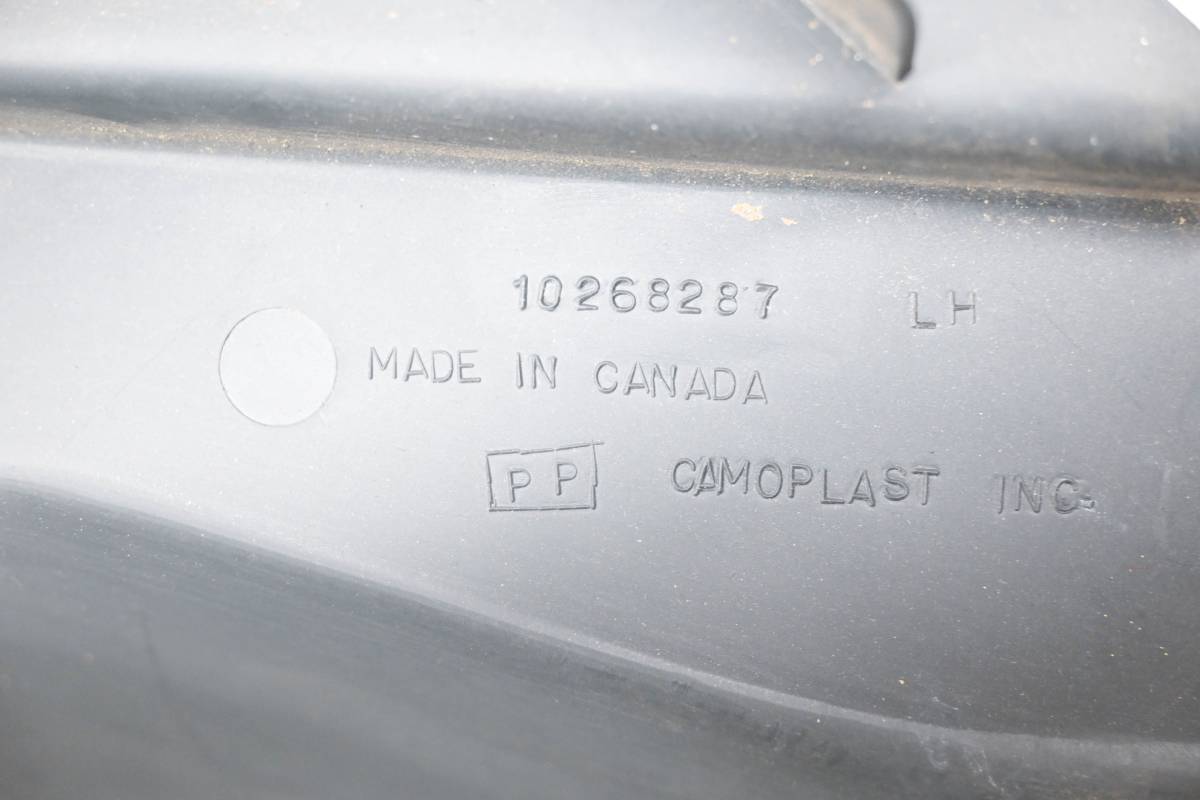 10268287 LH
MADE IN CANADA
PP CAMOPLAST INC.